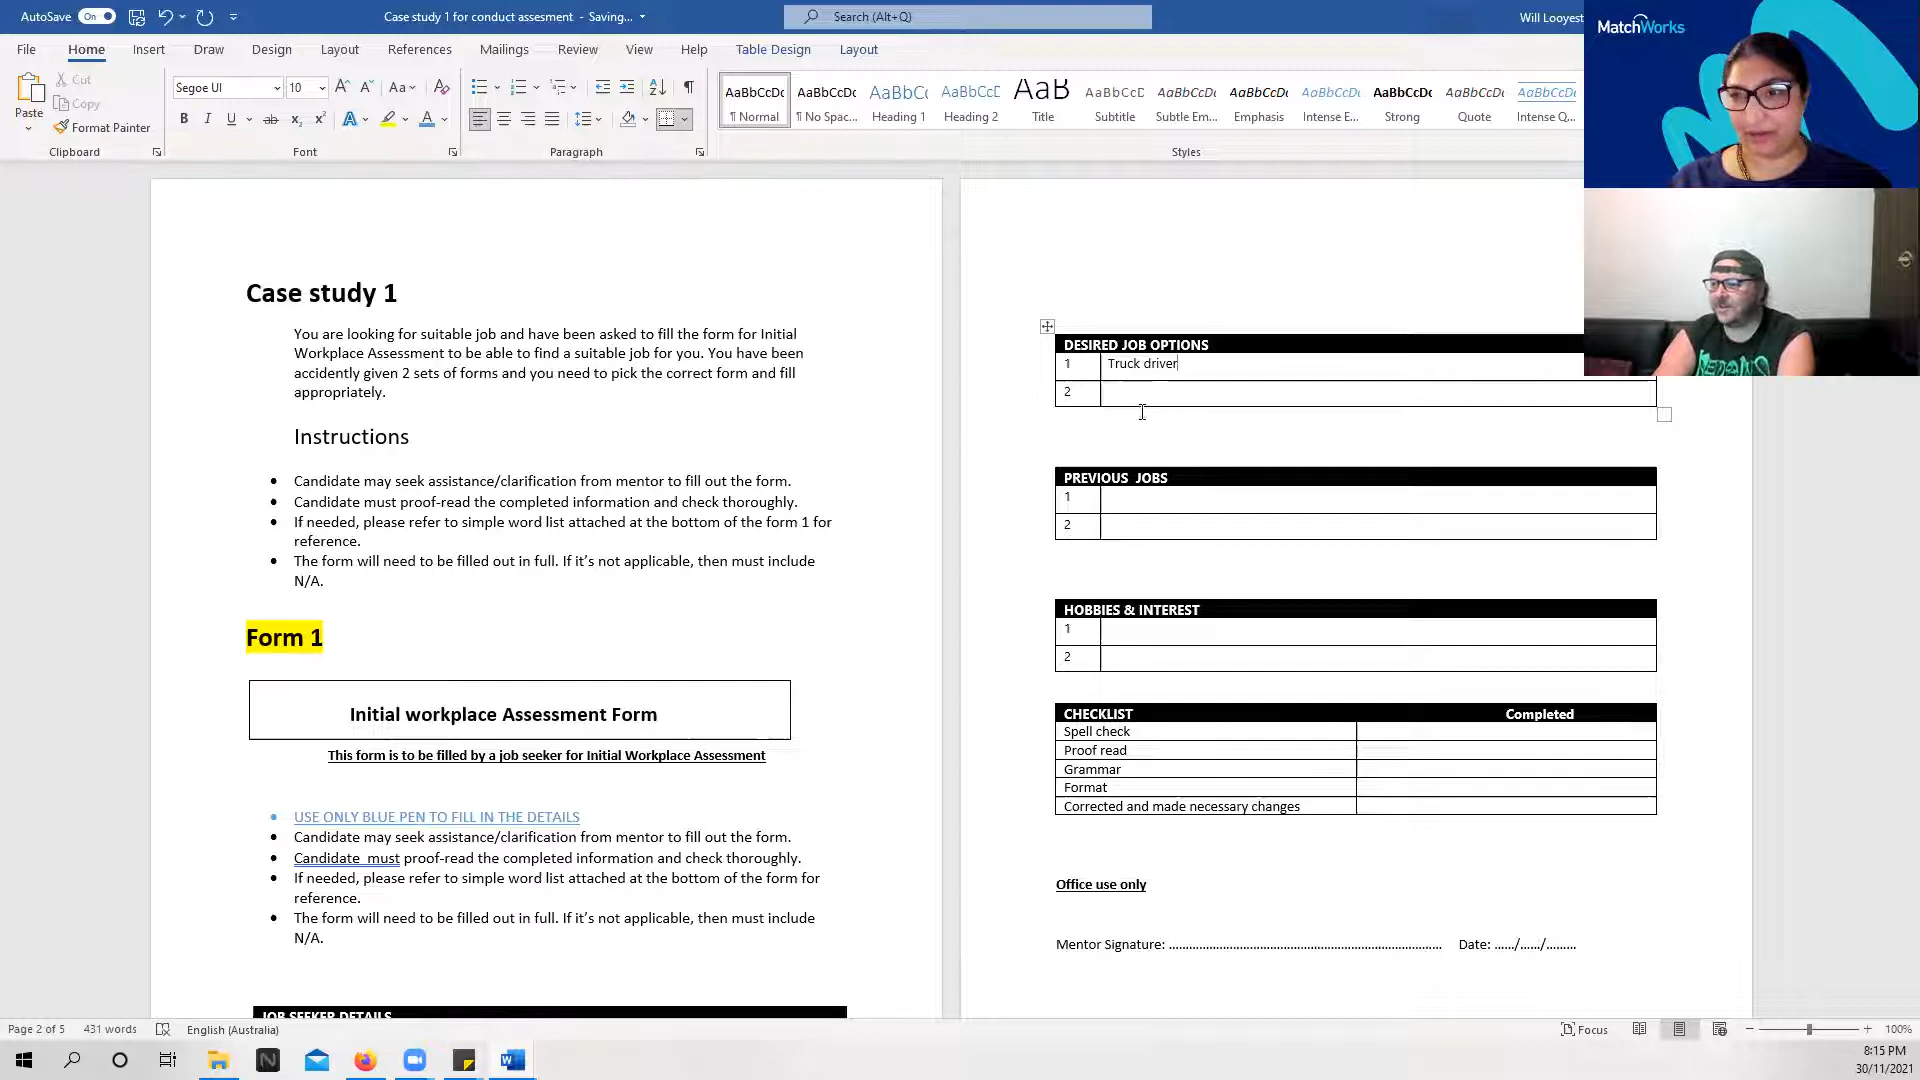 AutoSave On
Case study 1 for conduct assesment - Saving...
Search (Alt+Q)
Will Looyest
MatchWorks
File Home Insert Draw Design Layout References Mailings Review View Help Table Design Layout
Paste
Cut
Copy
Format Painter
Segoe UI 10
Clipboard Font Paragraph Styles
AaBbCcDc AaBbCcDc AaBbC AaBbCcD AaB AaBbCcD AaBbCcDc AaBbCcDc AaBbCcDc AaBbCcDc AaBbCcDc AaBbCcDc
¶ Normal ¶ No Spac... Heading 1 Heading 2 Title Subtitle Subtle Em... Emphasis Intense E... Strong Quote Intense Q...
Case study 1
You are looking for suitable job and have been asked to fill the form for Initial
Workplace Assessment to be able to find a suitable job for you. You have been
accidently given 2 sets of forms and you need to pick the correct form and fill
appropriately.
Instructions
• Candidate may seek assistance/clarification from mentor to fill out the form.
• Candidate must proof-read the completed information and check thoroughly.
• If needed, please refer to simple word list attached at the bottom of the form 1 for
reference.
• The form will need to be filled out in full. If it's not applicable, then must include
N/A.
Form 1
Initial workplace Assessment Form
This form is to be filled by a job seeker for Initial Workplace Assessment
• USE ONLY BLUE PEN TO FILL IN THE DETAILS
• Candidate may seek assistance/clarification from mentor to fill out the form.
• Candidate must proof-read the completed information and check thoroughly.
• If needed, please refer to simple word list attached at the bottom of the form for
reference.
• The form will need to be filled out in full. If it's not applicable, then must include
N/A.
JOB SEEKER DETAILS
DESIRED JOB OPTIONS
1 Truck driver
2
PREVIOUS JOBS
1
2
HOBBIES & INTEREST
1
2
CHECKLIST Completed
Spell check
Proof read
Grammar
Format
Corrected and made necessary changes
Office use only
Mentor Signature: ................................................................................ Date: ....../....../.........
Page 2 of 5 431 words English (Australia)
Focus
100%
8:15 PM
30/11/2021